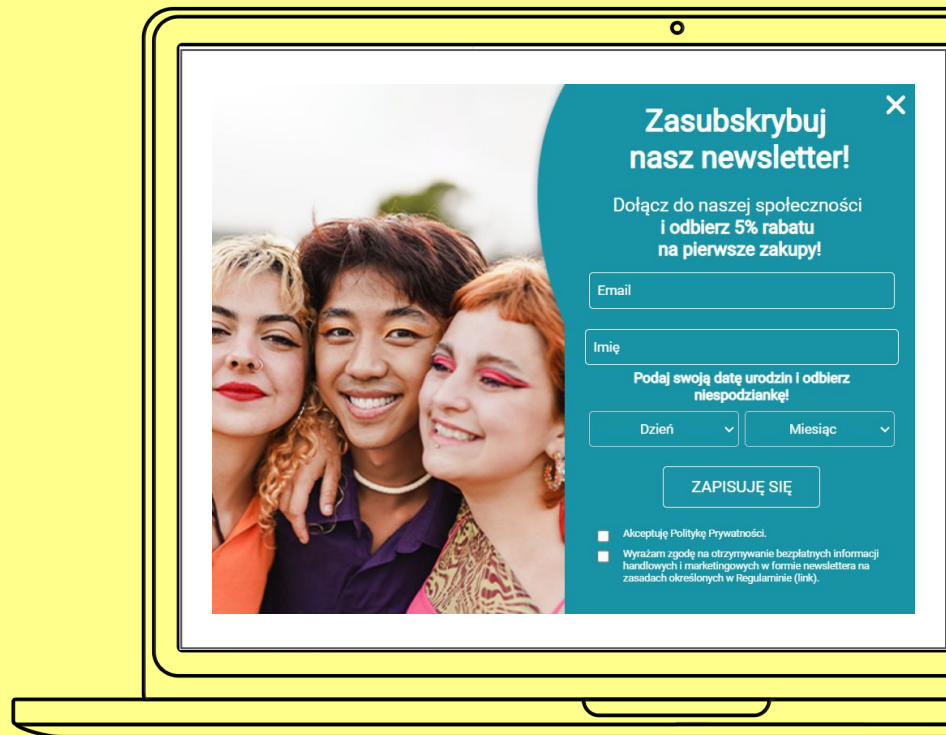 Zasubskrybuj
nasz newsletter!
Dołącz do naszej społeczności
i odbierz 5% rabatu
na pierwsze zakupy!
Email
Imię
Podaj swoją datę urodzin i odbierz
niespodziankę!
Dzień
Miesiąc
ZAPISUJĘ SIĘ
Akceptuję Politykę Prywatności.
Wyrażam zgodę na otrzymywanie bezpłatnych informacji
handlowych i marketingowych w formie newslettera na
zasadach określonych w Regulaminie (link).